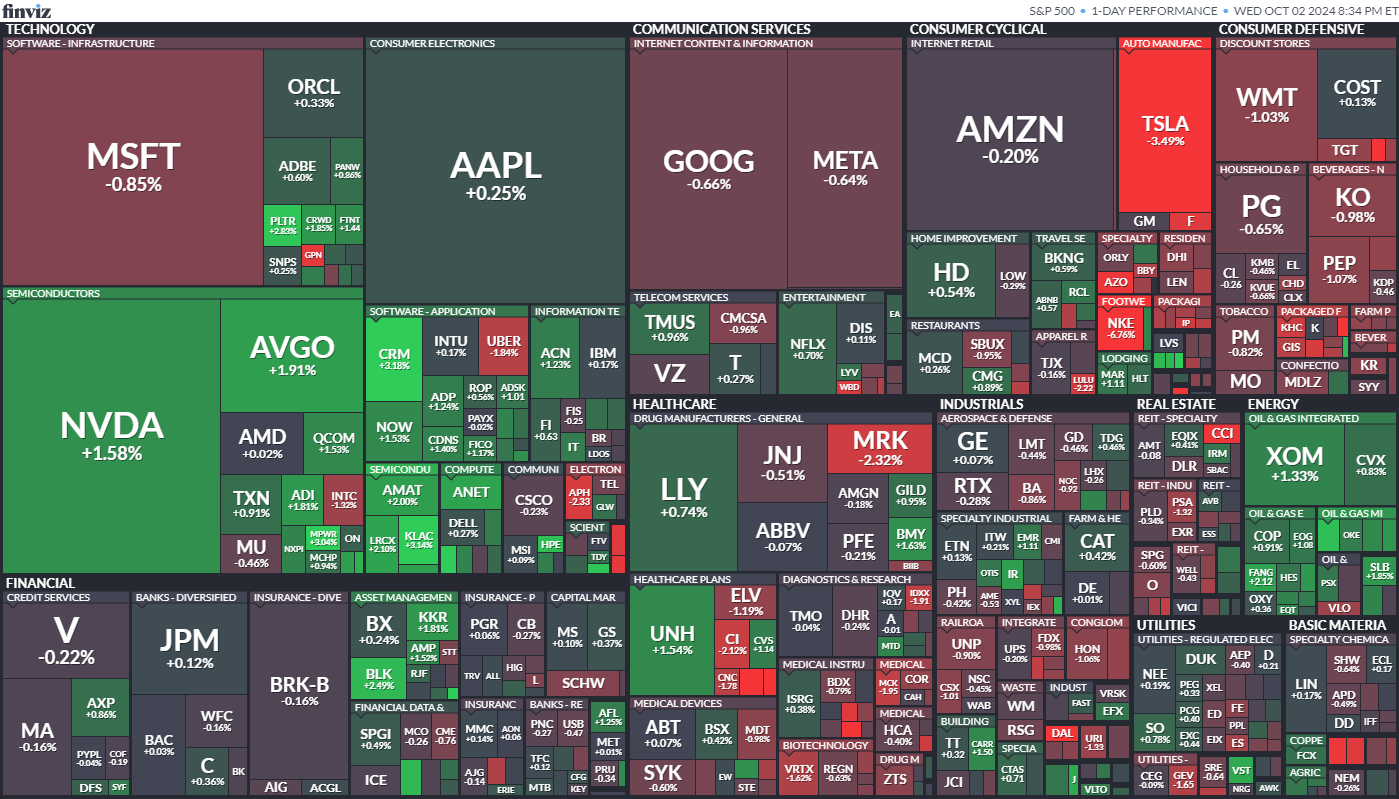 finviz
S&P 500 • 1-DAY PERFORMANCE • WED OCT 02 2024 8:34 PM ET
TECHNOLOGY
SOFTWARE - INFRASTRUCTURE
MSFT
-0.85%
ORCL
+0.33%
ADBE
+0.60%
PANW
+0.86%
PLTR
+2.83%
CRWD
+1.85%
FTNT
+1.44
SNPS
+0.25%
GPN
CONSUMER ELECTRONICS
AAPL
+0.25%
SEMICONDUCTORS
NVDA
+1.58%
AVGO
+1.91%
AMD
+0.02%
QCOM
+1.53%
TXN
+0.91%
ADI
+1.81%
INTC
-1.32%
MU
-0.46%
NXPI
MPWR
+3.04%
ON
MCHP
+0.94%
SOFTWARE - APPLICATION
CRM
+3.18%
INTU
+0.17%
UBER
-1.84%
NOW
+1.53%
ADP
+1.24%
ROP
+0.56%
ADSK
+1.01
PAYX
-0.02%
CDNS
+1.40%
FICO
+1.17%
INFORMATION TE
ACN
+1.23%
IBM
+0.17%
FI
+0.63
FIS
-0.25
IT
BR
LDOS
SEMICONDU
AMAT
+2.00%
LRCX
+2.10%
KLAC
+3.14%
COMPUTE
ANET
DELL
+0.27%
COMMUNI
CSCO
-0.23%
MSI
+0.09%
HPE
ELECTRON
APH
-2.33
TEL
GLW
SCIENT
FTV
TDY
COMMUNICATION SERVICES
INTERNET CONTENT & INFORMATION
GOOG
-0.66%
META
-0.64%
TELECOM SERVICES
TMUS
+0.96%
CMCSA
-0.96%
VZ
T
+0.27%
ENTERTAINMENT
NFLX
+0.70%
DIS
+0.11%
LYV
WBD
EA
CONSUMER CYCLICAL
INTERNET RETAIL
AMZN
-0.20%
AUTO MANUFAC
TSLA
-3.49%
GM
F
HOME IMPROVEMENT
HD
+0.54%
LOW
-0.29%
TRAVEL SE
BKNG
+0.59%
ABNB
+0.57
RCL
SPECIALTY
ORLY
AZO
BBY
RESIDEN
DHI
LEN
RESTAURANTS
MCD
+0.26%
SBUX
-0.95%
CMG
+0.89%
APPAREL R
TJX
-0.16%
LULU
-2.22
FOOTWE
NKE
-6.76%
PACKAGI
IP
LODGING
MAR
+1.11
HLT
LVS
CONSUMER DEFENSIVE
DISCOUNT STORES
WMT
-1.03%
COST
+0.13%
TGT
HOUSEHOLD & P
PG
-0.65%
CL
-0.26
KMB
-0.46%
EL
KVUE
-0.66%
CHD
CLX
BEVERAGES - N
KO
-0.98%
PEP
-1.07%
KDP
-0.46
TOBACCO
PM
-0.82%
MO
PACKAGED F
KHC
K
GIS
CONFECTIO
MDLZ
FARM P
BEVER
KR
SYY
HEALTHCARE
DRUG MANUFACTURERS - GENERAL
LLY
+0.74%
JNJ
-0.51%
MRK
-2.32%
ABBV
-0.07%
AMGN
-0.18%
GILD
+0.95%
PFE
-0.21%
BMY
+1.63%
BIIB
HEALTHCARE PLANS
UNH
+1.54%
ELV
-1.19%
CI
-2.12%
CVS
+1.14
CNC
-1.78
DIAGNOSTICS & RESEARCH
TMO
-0.04%
DHR
-0.24%
IQV
+0.17
IDXX
-1.91
A
-0.01
MTD
MEDICAL INSTRU
ISRG
+0.38%
BDX
-0.79%
MEDICAL
MCK
-1.95
COR
CAH
MEDICAL
HCA
-0.40%
MEDICAL DEVICES
ABT
+0.07%
BSX
+0.42%
MDT
-0.98%
SYK
-0.60%
EW
STE
BIOTECHNOLOGY
VRTX
-1.62%
REGN
-0.63%
DRUG M
ZTS
INDUSTRIALS
AEROSPACE & DEFENSE
GE
+0.07%
LMT
-0.44%
GD
-0.46%
TDG
+0.46%
RTX
-0.28%
BA
-0.86%
NOC
-0.92
LHX
-0.26
SPECIALTY INDUSTRIAL
ETN
+0.13%
ITW
+0.21%
EMR
+1.11
CMI
PH
-0.42%
OTIS
IR
AME
-0.53
XYL
IEX
FARM & HE
CAT
+0.42%
DE
+0.01%
RAILROA
UNP
-0.90%
CSX
-1.01
NSC
-0.45%
WAB
INTEGRATE
UPS
-0.20%
FDX
-0.98%
CONGLOM
HON
-1.06%
WASTE
WM
RSG
INDUST
FAST
VRSK
EFX
BUILDING
TT
+0.32
CARR
+1.50
JCI
SPECIA
CTAS
+0.71
DAL
J
URI
-1.33
VLTO
REAL ESTATE
REIT - SPECIALTY
AMT
-0.08
EQIX
+0.41%
CCI
IRM
DLR
SBAC
REIT - INDU
PLD
-0.34%
PSA
-1.32
EXR
REIT -
AVB
ESS
SPG
-0.60%
O
REIT -
WELL
-0.43
VICI
ENERGY
OIL & GAS INTEGRATED
XOM
+1.33%
CVX
+0.83%
OIL & GAS E
COP
+0.91%
EOG
+1.08
FANG
+2.12
HES
OXY
+0.36
EQT
OIL & GAS MI
OKE
OIL &
PSX
VLO
SLB
+1.85%
UTILITIES
UTILITIES - REGULATED ELEC
NEE
+0.19%
DUK
AEP
-0.40
D
+0.21
SO
+0.78%
PEG
+0.33
XEL
PCG
+0.40
ED
FE
PPL
EXC
+0.44
EIX
ES
UTILITIES -
CEG
-0.09%
GEV
-1.65
SRE
-0.64
VST
NRG
AWK
BASIC MATERIA
SPECIALTY CHEMICA
LIN
+0.17%
SHW
-0.64%
ECL
+0.17
APD
-0.49%
DD
IFF
COPPE
FCX
AGRIC
NEM
-0.26%
FINANCIAL
CREDIT SERVICES
V
-0.22%
MA
-0.16%
AXP
+0.86%
PYPL
-0.04%
COF
-0.19
DFS
SYF
BANKS - DIVERSIFIED
JPM
+0.12%
BAC
+0.03%
WFC
-0.16%
C
+0.36%
BK
INSURANCE - DIVE
BRK-B
-0.16%
AIG
ACGL
ASSET MANAGEMEN
BX
+0.24%
KKR
+1.81%
BLK
+2.49%
AMP
+1.52%
STT
RJF
FINANCIAL DATA &
SPGI
+0.49%
MCO
-0.26
CME
-0.76
ICE
INSURANCE - P
PGR
+0.06%
CB
-0.27%
TRV
ALL
HIG
L
CAPITAL MAR
MS
+0.10%
GS
+0.37%
SCHW
INSURANC
MMC
+0.14%
AON
+0.06
AJG
-0.14
ERIE
BANKS - RE
PNC
-0.27
USB
-0.47
TFC
+0.12
MTB
CFG
KEY
AFL
+1.25%
MET
+0.01%
PRU
-0.34